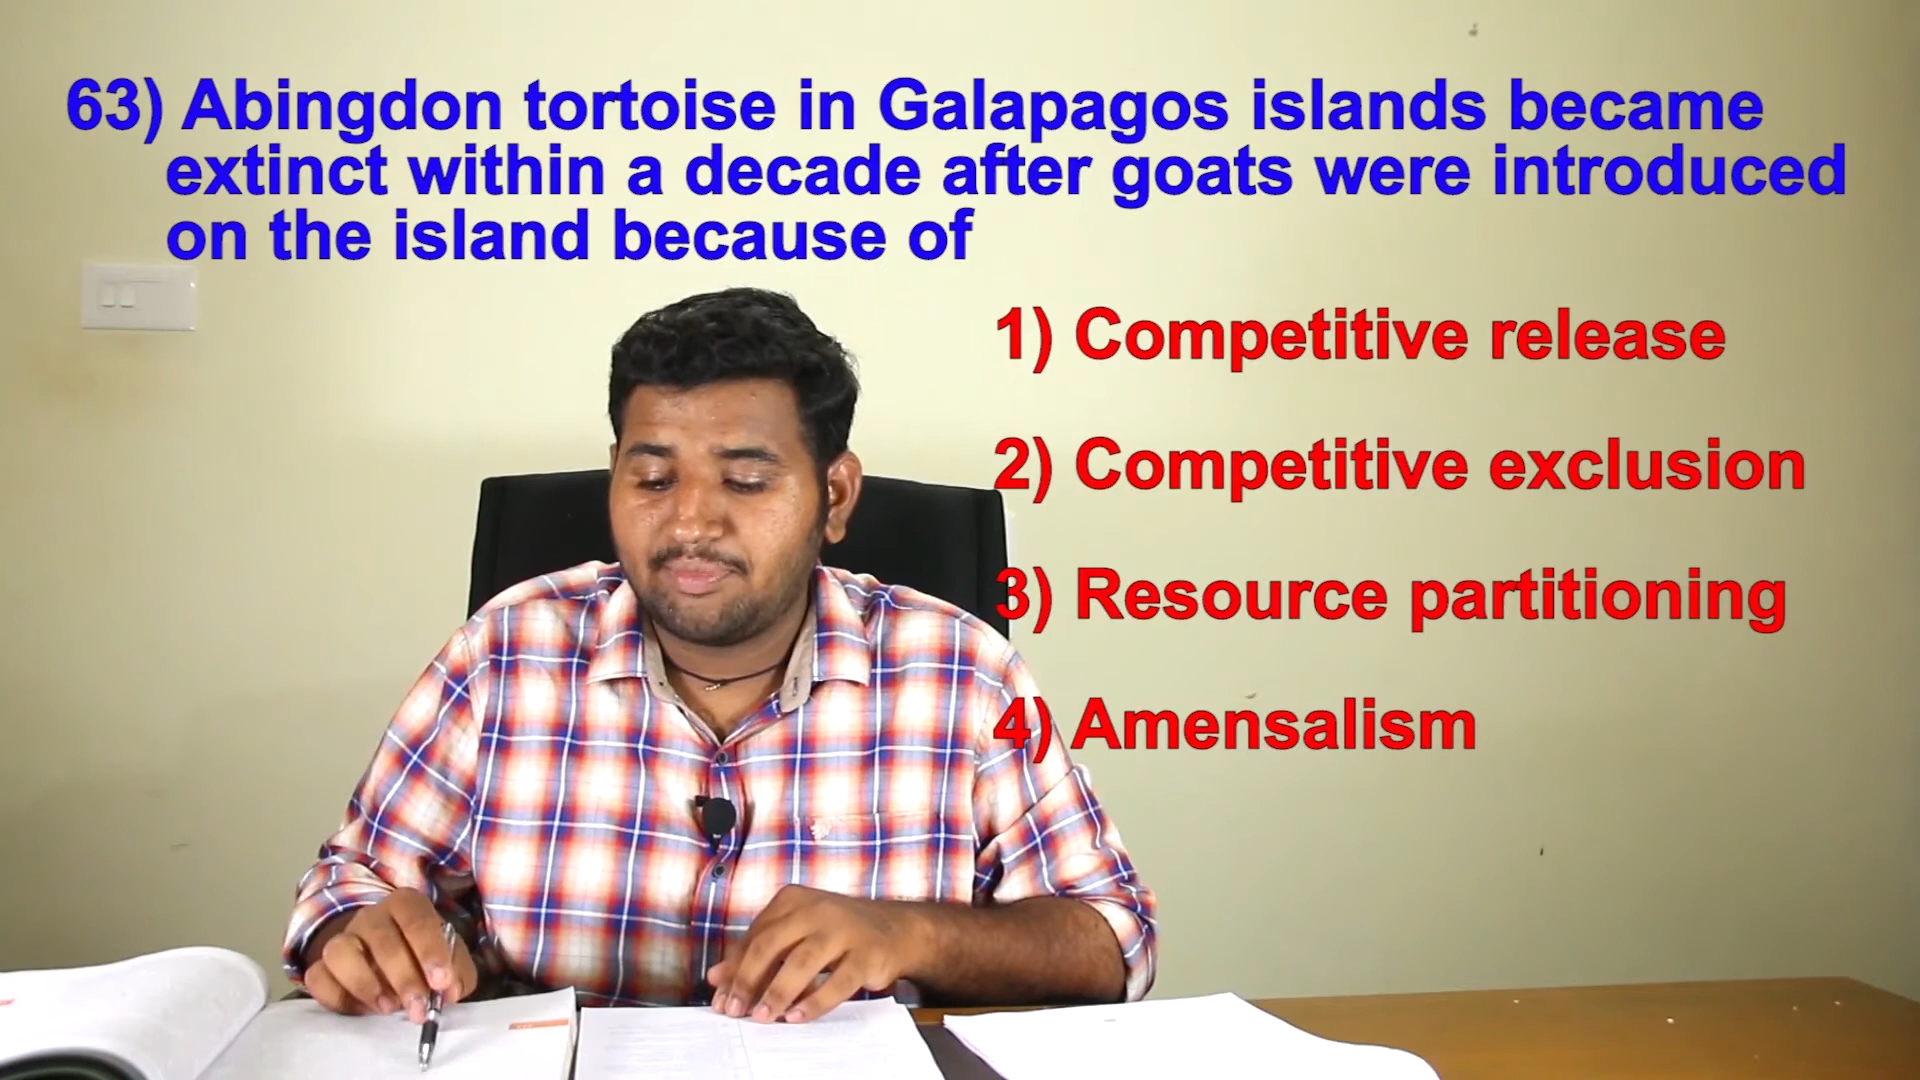 63) Abingdon tortoise in Galapagos islands became
extinct within a decade after goats were introduced
on the island because of
1) Competitive release
2) Competitive exclusion
3) Resource partitioning
4) Amensalism